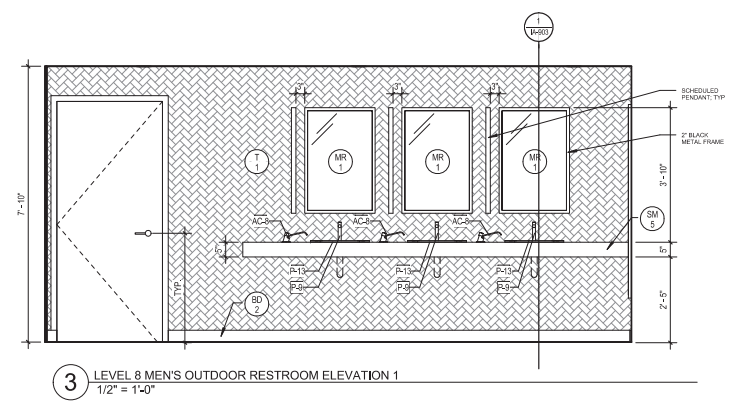 1
IA-903
3"
3"
3"
SCHEDULED
PENDANT; TYP
2" BLACK
METAL FRAME
T
1
MR
1
MR
1
MR
1
7' - 10"
3' - 10"
AC-8
AC-8
AC-8
SM
5
5"
5"
P-13
P-13
P-13
P-9
P-9
P-9
TYP.
BD
2
2' - 5"
3
LEVEL 8 MEN'S OUTDOOR RESTROOM ELEVATION 1
1/2" = 1'-0"